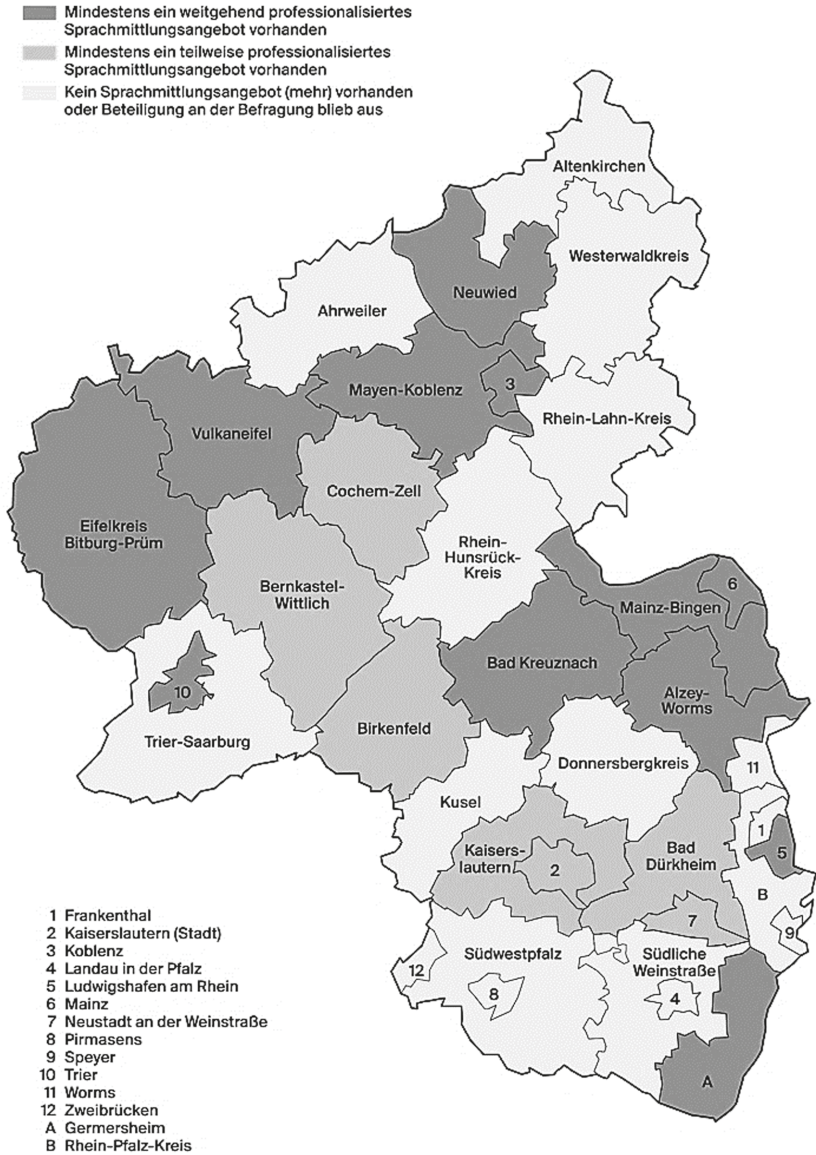 Mindestens ein weitgehend professionalisiertes
Sprachmittlungsangebot vorhanden
Mindestens ein teilweise professionalisiertes
Sprachmittlungsangebot vorhanden
Kein Sprachmittlungsangebot (mehr) vorhanden
oder Beteiligung an der Befragung blieb aus
Altenkirchen
Westerwaldkreis
Neuwied
Ahrweiler
3
Mayen-Koblenz
Rhein-Lahn-Kreis
Vulkaneifel
Cochem-Zell
Eifelkreis
Bitburg-Prüm
Rhein-
Hunsrück-
Kreis
Bernkastel-
Wittlich
6
Mainz-Bingen
Bad Kreuznach
10
Alzey-
Worms
Trier-Saarburg
Birkenfeld
Donnersbergkreis
11
Kusel
1
Kaisers-
lautern
2
Bad
Dürkheim
5
B
7
9
12
Südwestpfalz
Südliche
Weinstraße
8
4
A
1 Frankenthal
2 Kaiserslautern (Stadt)
3 Koblenz
4 Landau in der Pfalz
5 Ludwigshafen am Rhein
6 Mainz
7 Neustadt an der Weinstraße
8 Pirmasens
9 Speyer
10 Trier
11 Worms
12 Zweibrücken
A Germersheim
B Rhein-Pfalz-Kreis